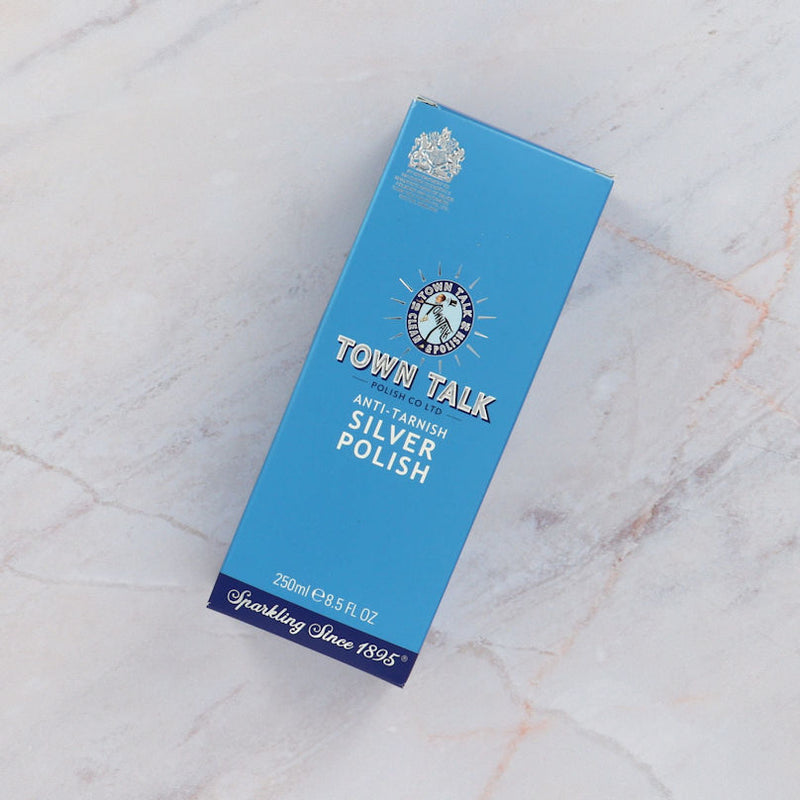 TOWN TALK
CLEAN & POLISH
TOWN TALK
POLISH CO LTD
ANTI-TARNISH
SILVER
POLISH
250ml ℮ 8.5 FL OZ
Sparkling Since 1895®